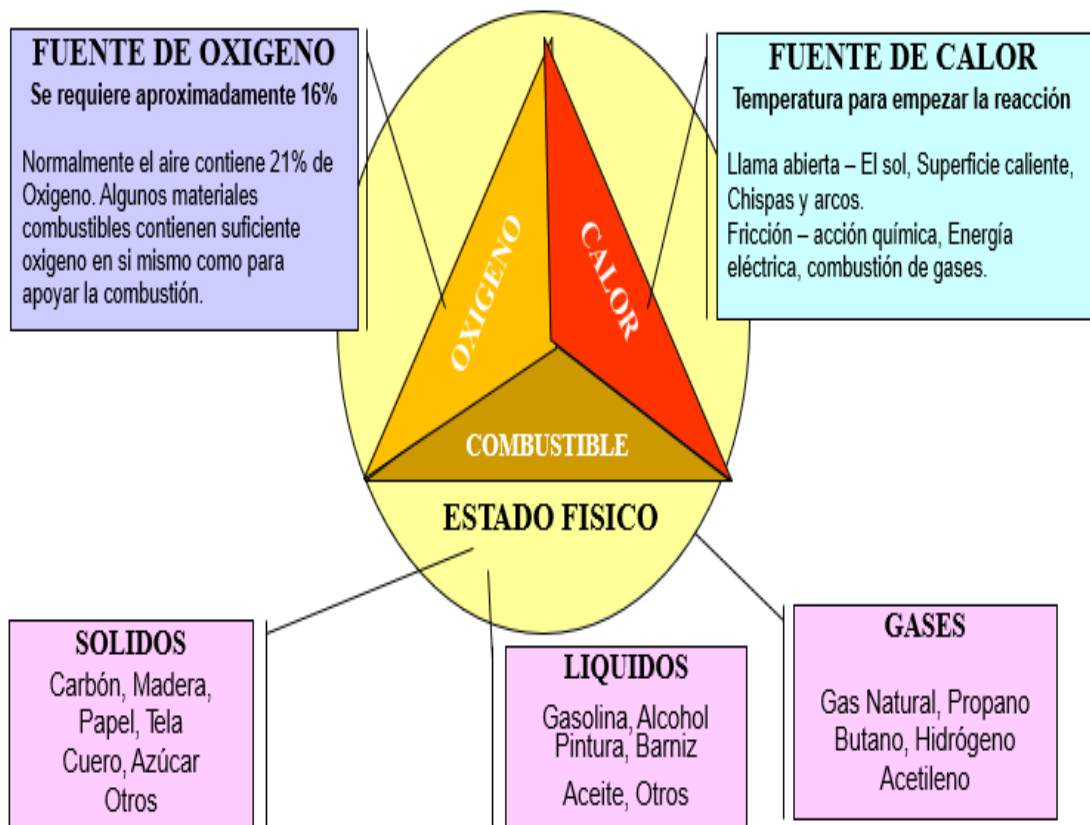 FUENTE DE OXIGENO
Se requiere aproximadamente 16%
Normalmente el aire contiene 21% de
Oxigeno. Algunos materiales
combustibles contienen suficiente
oxigeno en si mismo como para
apoyar la combustión.
FUENTE DE CALOR
Temperatura para empezar la reacción
Llama abierta – El sol, Superficie caliente,
Chispas y arcos.
Fricción – acción química, Energía
eléctrica, combustión de gases.
OXIGENO
CALOR
COMBUSTIBLE
ESTADO FISICO
SOLIDOS
Carbón, Madera,
Papel, Tela
Cuero, Azúcar
Otros
LIQUIDOS
Gasolina, Alcohol
Pintura, Barniz
Aceite, Otros
GASES
Gas Natural, Propano
Butano, Hidrógeno
Acetileno